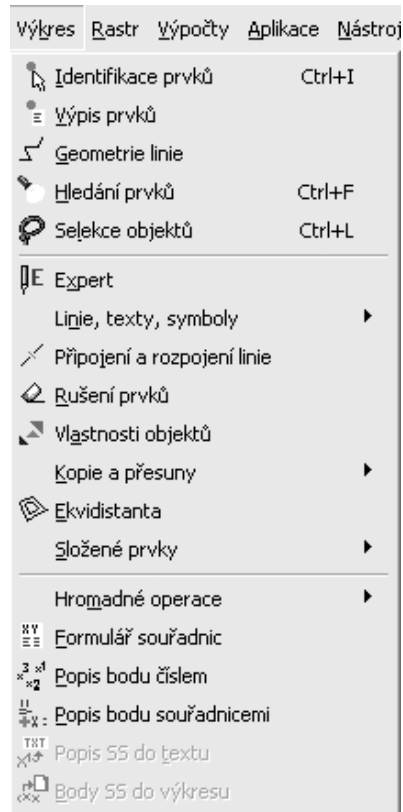 Výkres Rastr Výpočty Aplikace Nástroj
Identifikace prvků Ctrl+I
Výpis prvků
Geometrie linie
Hledání prvků Ctrl+F
Selekce objektů Ctrl+L
Expert
Linie, texty, symboly
Připojení a rozpojení linie
Rušení prvků
Vlastnosti objektů
Kopie a přesuny
Ekvidistanta
Složené prvky
Hromadné operace
Formulář souřadnic
Popis bodu číslem
Popis bodu souřadnicemi
Popis SS do textu
Body SS do výkresu